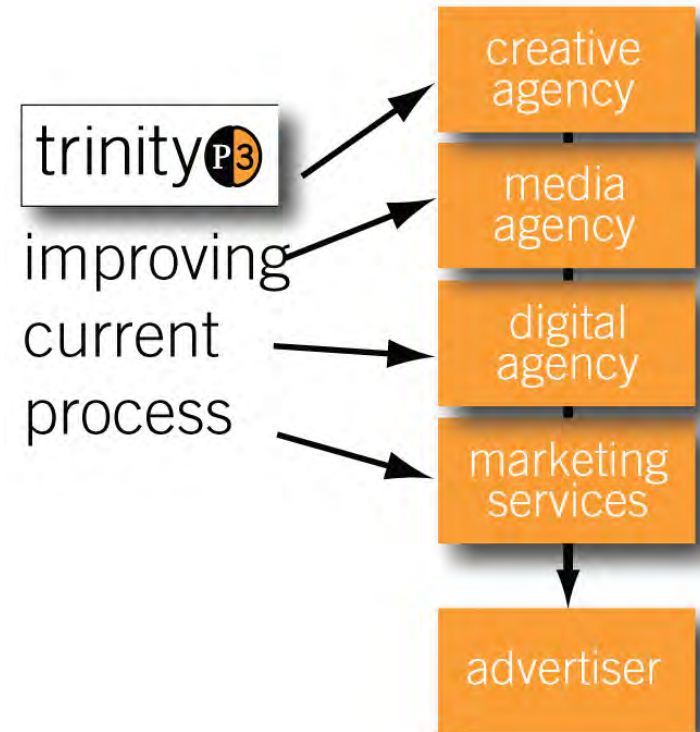 trinity P3
improving
current
process
creative
agency
media
agency
digital
agency
marketing
services
advertiser